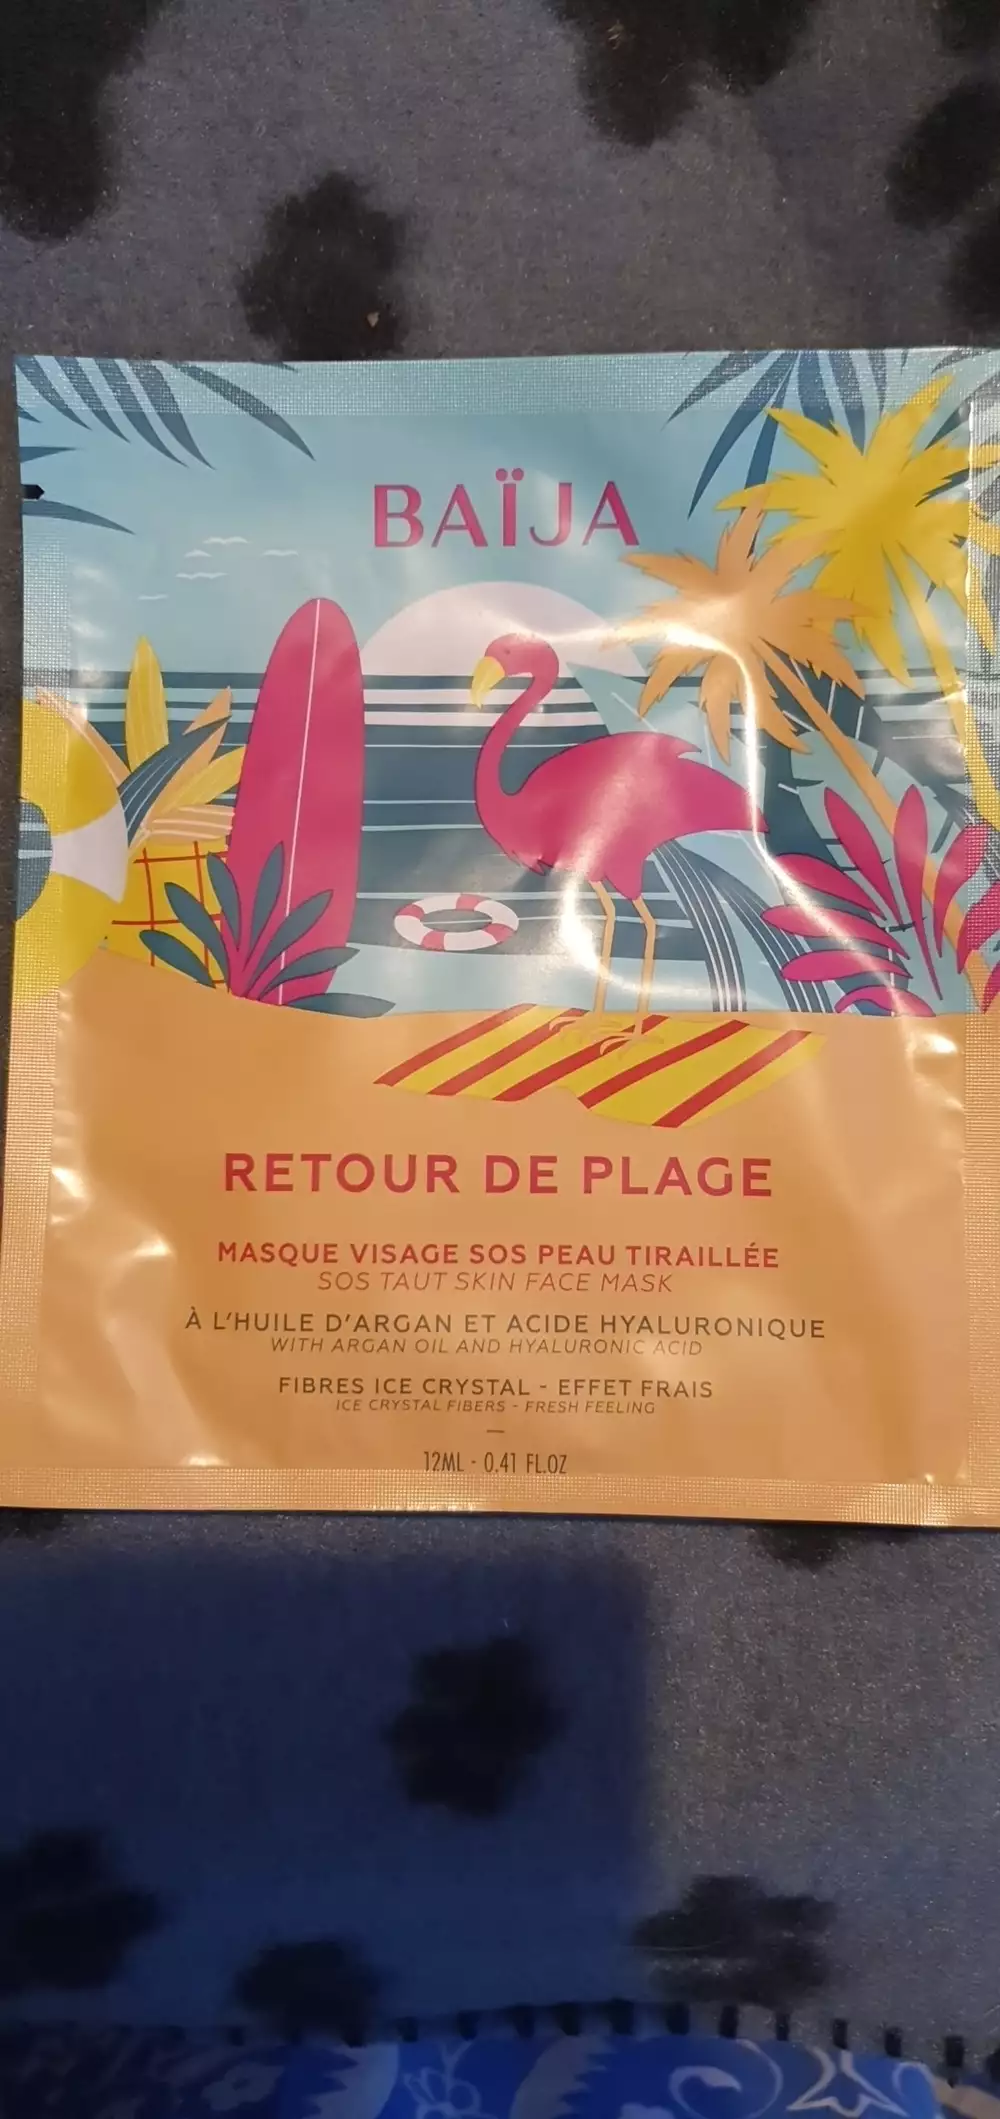 BAÏJA
RETOUR DE PLAGE
MASQUE VISAGE SOS PEAU TIRAILLÉE
SOS TAUT SKIN FACE MASK
À L'HUILE D'ARGAN ET ACIDE HYALURONIQUE
WITH ARGAN OIL AND HYALURONIC ACID
FIBRES ICE CRYSTAL - EFFET FRAIS
ICE CRYSTAL FIBERS - FRESH FEELING
12ML - 0.41 FL.OZ